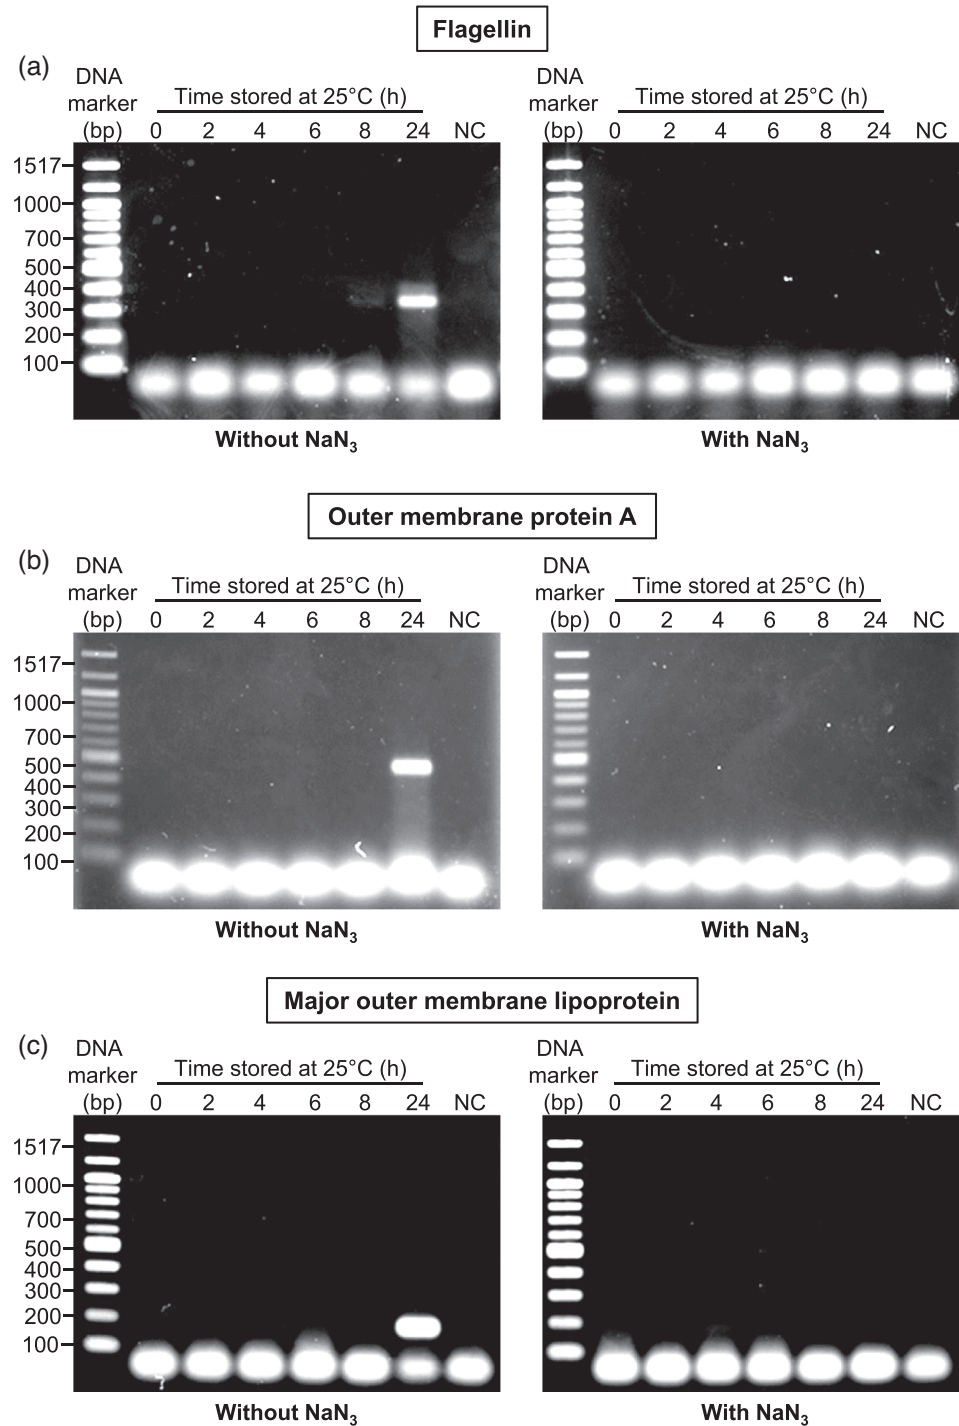 Flagellin
(a)
DNA marker (bp)
Time stored at 25°C (h)
0 2 4 6 8 24 NC
DNA marker (bp)
Time stored at 25°C (h)
0 2 4 6 8 24 NC
1517
1000
700
500
400
300
200
100
Without NaN₃
With NaN₃
Outer membrane protein A
(b)
DNA marker (bp)
Time stored at 25°C (h)
0 2 4 6 8 24 NC
DNA marker (bp)
Time stored at 25°C (h)
0 2 4 6 8 24 NC
1517
1000
700
500
400
300
200
100
Without NaN₃
With NaN₃
Major outer membrane lipoprotein
(c)
DNA marker (bp)
Time stored at 25°C (h)
0 2 4 6 8 24 NC
DNA marker (bp)
Time stored at 25°C (h)
0 2 4 6 8 24 NC
1517
1000
700
500
400
300
200
100
Without NaN₃
With NaN₃